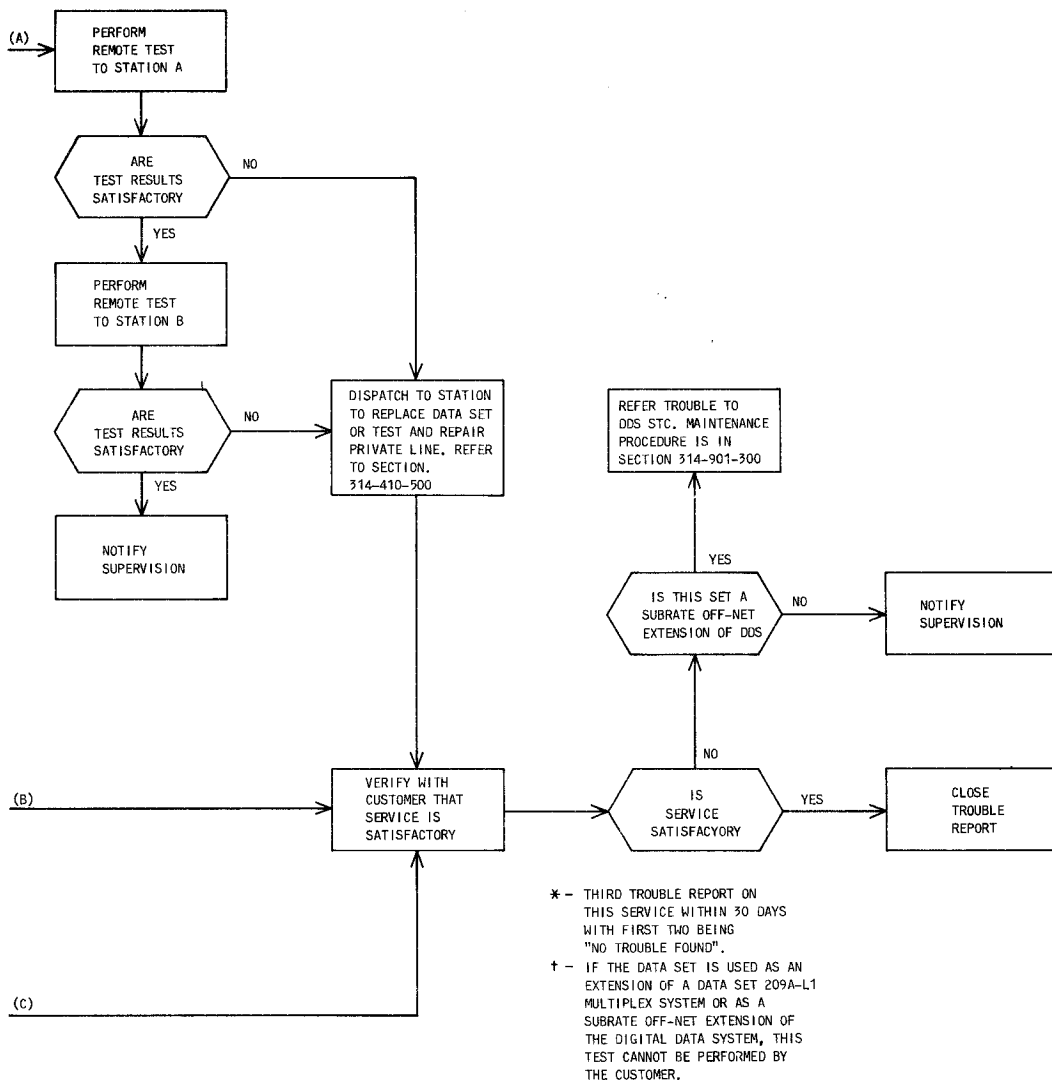 (A)
PERFORM
REMOTE TEST
TO STATION A
ARE
TEST RESULTS
SATISFACTORY
NO
YES
PERFORM
REMOTE TEST
TO STATION B
ARE
TEST RESULTS
SATISFACTORY
NO
YES
NOTIFY
SUPERVISION
DISPATCH TO STATION
TO REPLACE DATA SET
OR TEST AND REPAIR
PRIVATE LINE. REFER
TO SECTION.
314-410-500
REFER TROUBLE TO
DDS STC. MAINTENANCE
PROCEDURE IS IN
SECTION 314-901-300
YES
IS THIS SET A
SUBRATE OFF-NET
EXTENSION OF DDS
NO
NOTIFY
SUPERVISION
NO
(B)
VERIFY WITH
CUSTOMER THAT
SERVICE IS
SATISFACTORY
IS
SERVICE
SATISFACYORY
YES
CLOSE
TROUBLE
REPORT
(C)
* - THIRD TROUBLE REPORT ON
THIS SERVICE WITHIN 30 DAYS
WITH FIRST TWO BEING
"NO TROUBLE FOUND".
† - IF THE DATA SET IS USED AS AN
EXTENSION OF A DATA SET 209A-L1
MULTIPLEX SYSTEM OR AS A
SUBRATE OFF-NET EXTENSION OF
THE DIGITAL DATA SYSTEM, THIS
TEST CANNOT BE PERFORMED BY
THE CUSTOMER.